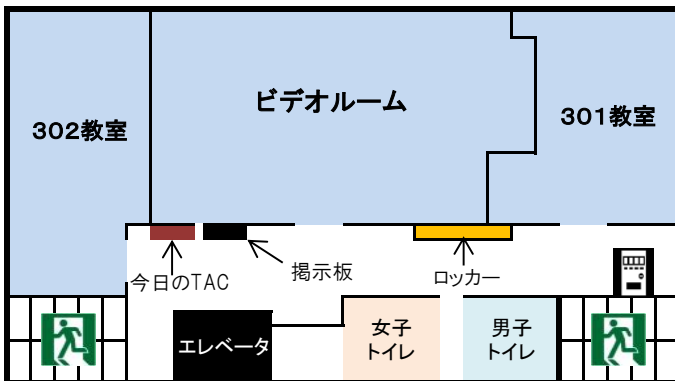 ビデオルーム
302教室
301教室
今日のTAC
掲示板
ロッカー
エレベータ
女子
トイレ
男子
トイレ